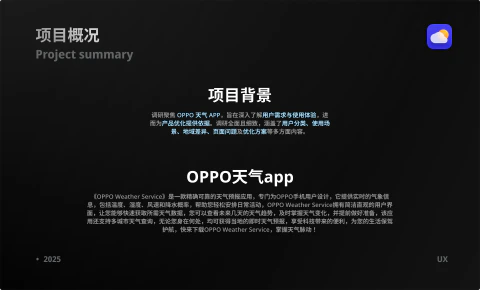 项目概况
Project summary
项目背景
调研聚焦 OPPO 天气 APP，旨在深入了解用户需求与使用体验，进
而为产品优化提供依据。调研全面且细致，涵盖了用户分类、使用场
景、地域差异、页面问题及优化方案等多方面内容。
OPPO天气app
《OPPO Weather Service》是一款精确可靠的天气预报应用，专门为OPPO手机用户设计，它提供实时的气象信
息，包括温度、湿度、风速和降水概率，帮助您轻松安排日常活动，OPPO Weather Service拥有简洁直观的用户界
面，让您能够快速获取所需天气数据，您可以查看未来几天的天气趋势，及时掌握天气变化，并提前做好准备，该应
用还支持多城市天气查询，无论您身在何处，均可获得当地的即时天气预报，享受科技带来的便利，为您的生活保驾
护航，快来下载OPPO Weather Service，掌握天气脉动！
• 2025
UX